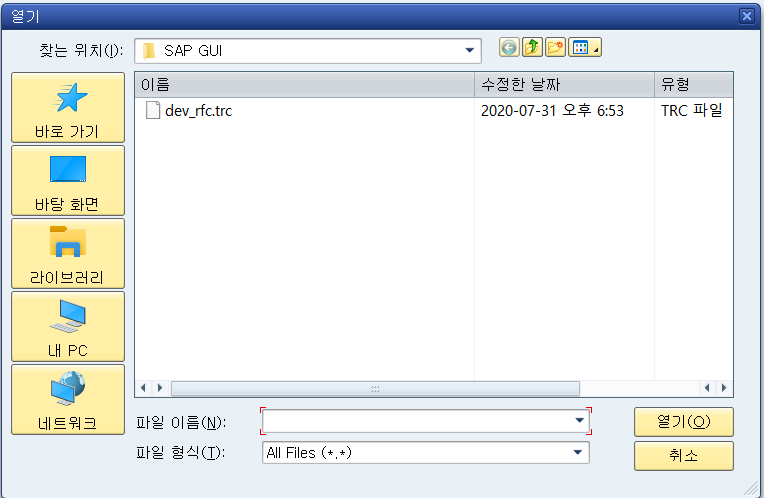 열기
찾는 위치(I): SAP GUI
이름 수정한 날짜 유형
dev_rfc.trc 2020-07-31 오후 6:53 TRC 파일
바로 가기
바탕 화면
라이브러리
내 PC
네트워크
파일 이름(N): 열기(O)
파일 형식(T): All Files (*.*) 취소